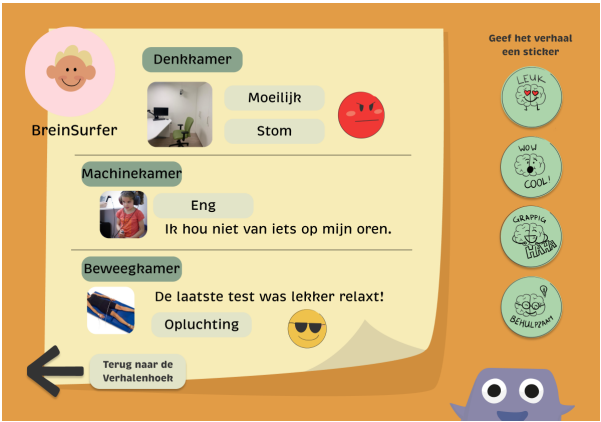 BreinSurfer
Denkkamer
Moeilijk
Stom
Machinekamer
Eng
Ik hou niet van iets op mijn oren.
Beweegkamer
De laatste test was lekker relaxt!
Opluchting
Terug naar de
Verhalenhoek
Geef het verhaal
een sticker
LEUK
WOW
COOL!
GRAPPIG
HAHA
BEHULPZAAM